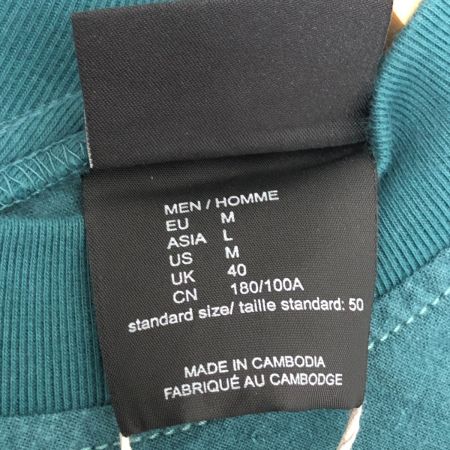 MEN / HOMME
EU M
ASIA L
US M
UK 40
CN 180/100A
standard size/ taille standard: 50
MADE IN CAMBODIA
FABRIQUÉ AU CAMBODGE